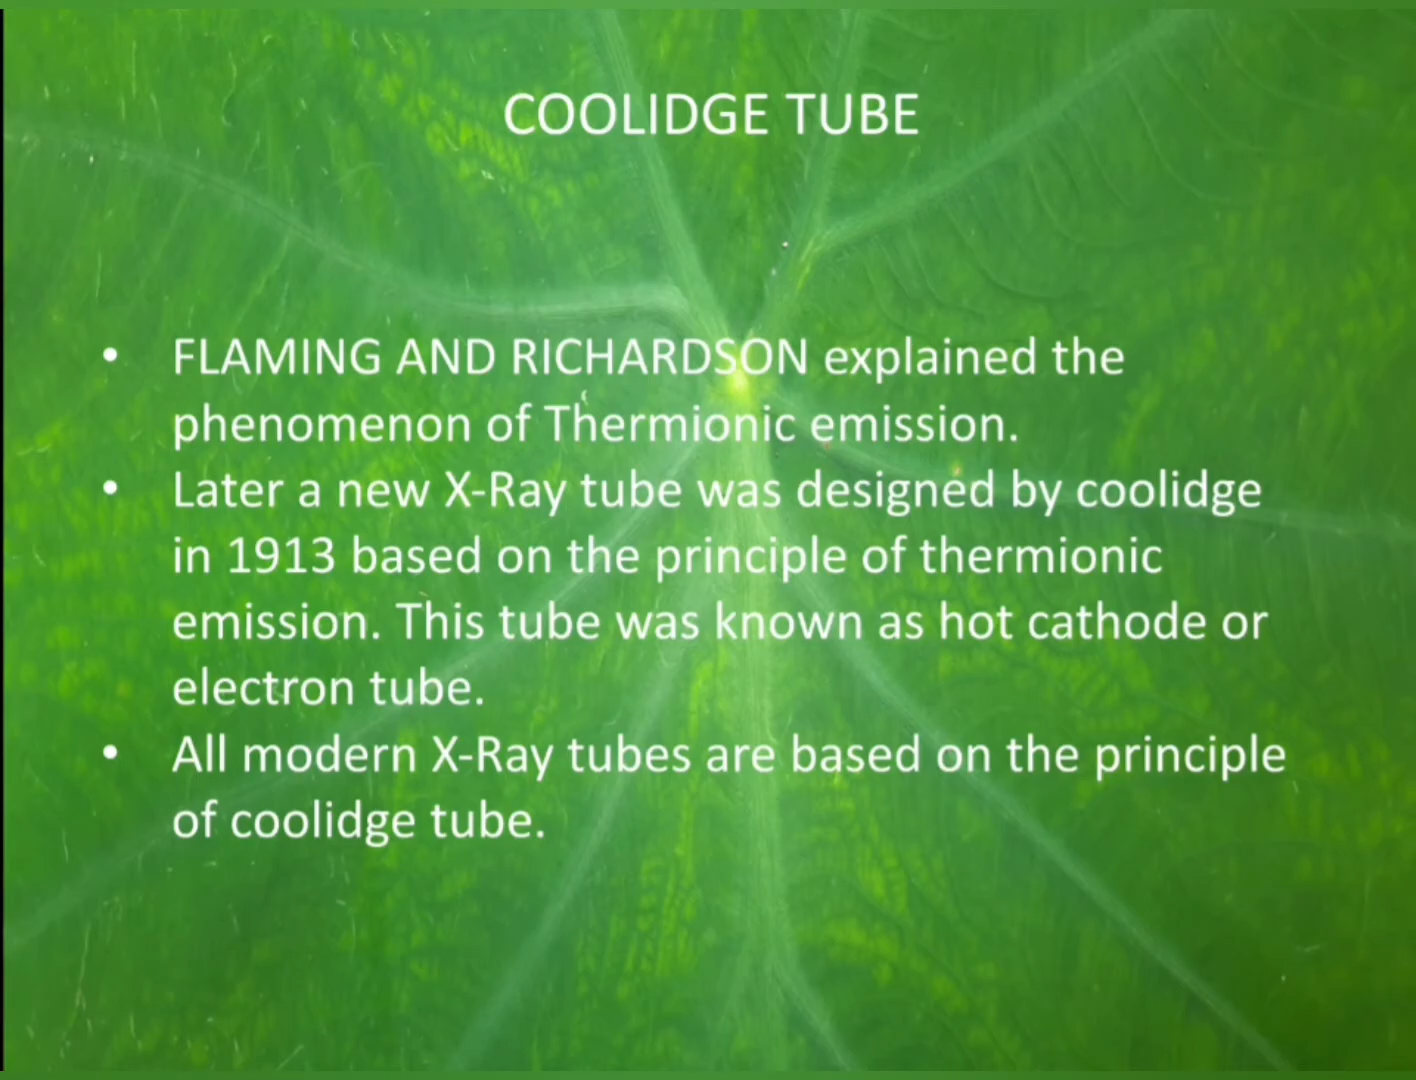 COOLIDGE TUBE
• FLAMING AND RICHARDSON explained the
phenomenon of Thermionic emission.
• Later a new X-Ray tube was designed by coolidge
in 1913 based on the principle of thermionic
emission. This tube was known as hot cathode or
electron tube.
• All modern X-Ray tubes are based on the principle
of coolidge tube.